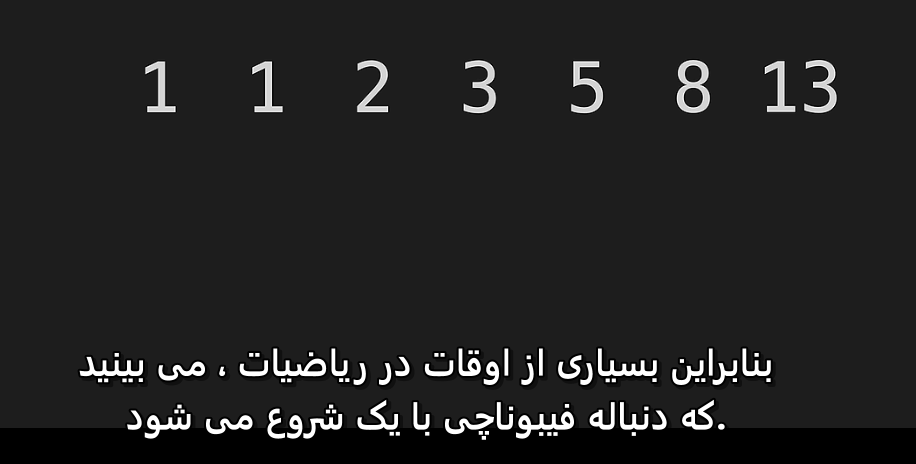 1 1 2 3 5 8 13
بنابراین بسیاری از اوقات در ریاضیات ، می بینید
.که دنباله فیبوناچی با یک شروع می شود